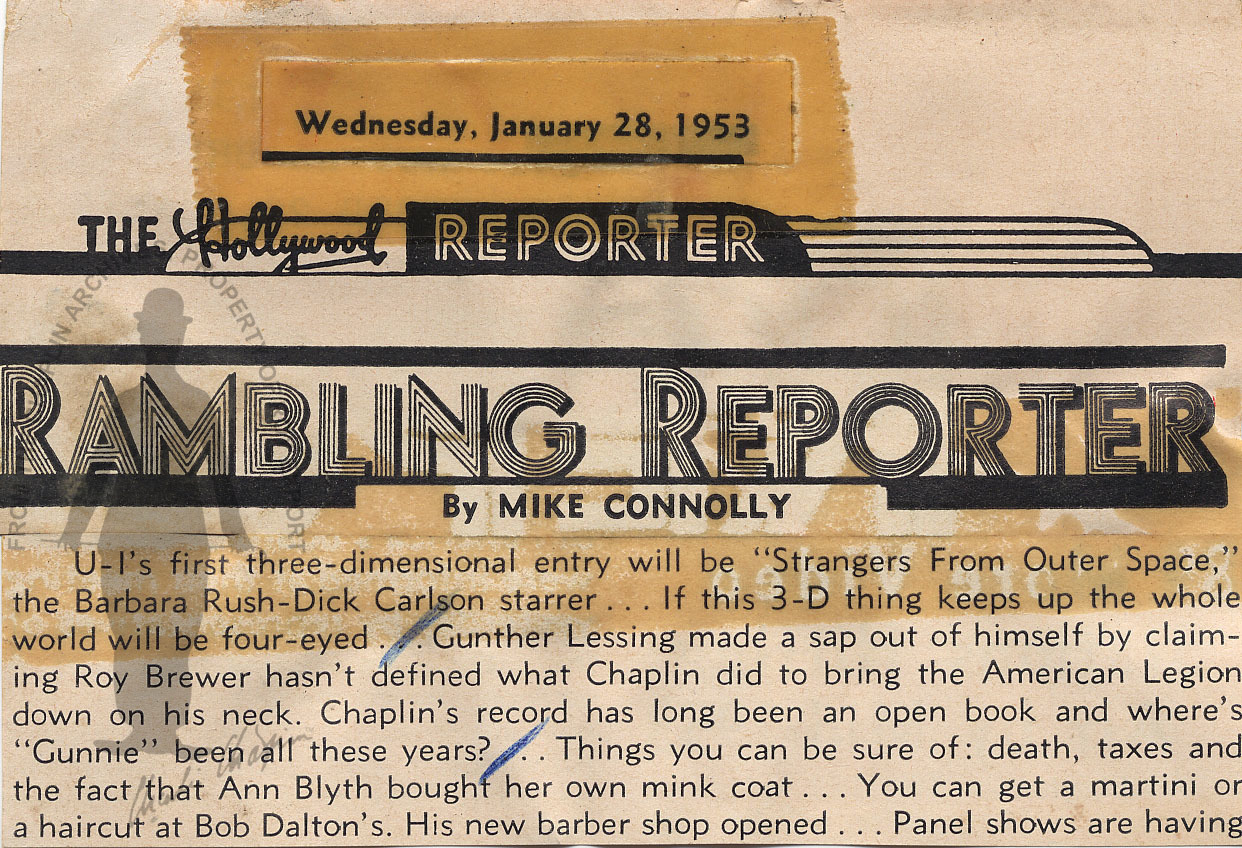 Wednesday, January 28, 1953
THE Hollywood REPORTER
RAMBLING REPORTER
By MIKE CONNOLLY
U-I's first three-dimensional entry will be “Strangers From Outer Space,”
the Barbara Rush-Dick Carlson starrer . . . If this 3-D thing keeps up the whole
world will be four-eyed . . . Gunther Lessing made a sap out of himself by claim-
ing Roy Brewer hasn't defined what Chaplin did to bring the American Legion
down on his neck. Chaplin's record has long been an open book and where's
“Gunnie” been all these years? . . . Things you can be sure of: death, taxes and
the fact that Ann Blyth bought her own mink coat . . . You can get a martini or
a haircut at Bob Dalton's. His new barber shop opened . . . Panel shows are having
FROM
PROPERTY OF